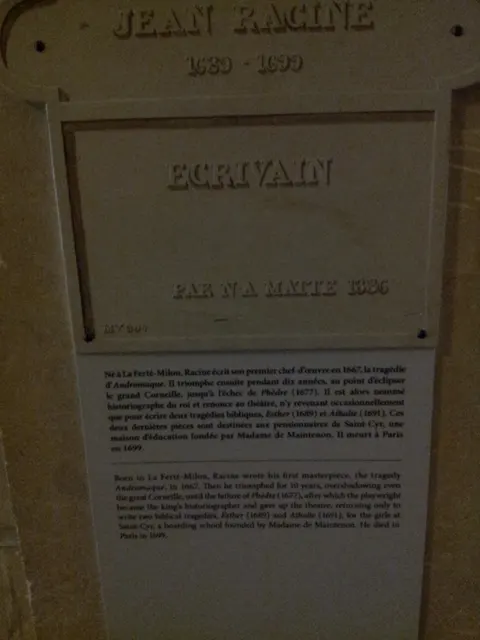 JEAN RACINE
1639 - 1699
ECRIVAIN
PAR N A MATTE 1836
MV 804
Né à La Ferté-Milon, Racine écrit son premier chef-d'œuvre en 1667, la tragédie
d'Andromaque. Il triomphe ensuite pendant dix années, au point d'éclipser
le grand Corneille, jusqu'à l'échec de Phèdre (1677). Il est alors nommé
historiographe du roi et renonce au théâtre, n'y revenant occasionnellement
que pour écrire deux tragédies bibliques, Esther (1689) et Athalie (1691). Ces
deux dernières pièces sont destinées aux pensionnaires de Saint-Cyr, une
maison d'éducation fondée par Madame de Maintenon. Il meurt à Paris
en 1699.
Born in La Ferté-Milon, Racine wrote his first masterpiece, the tragedy
Andromaque, in 1667. Then he triumphed for 10 years, overshadowing even
the great Corneille, until the failure of Phèdre (1677), after which the playwright
became the king's historiographer and gave up the theatre, returning only to
write two biblical tragedies, Esther (1689) and Athalie (1691), for the girls at
Saint-Cyr, a boarding school founded by Madame de Maintenon. He died in
Paris in 1699.